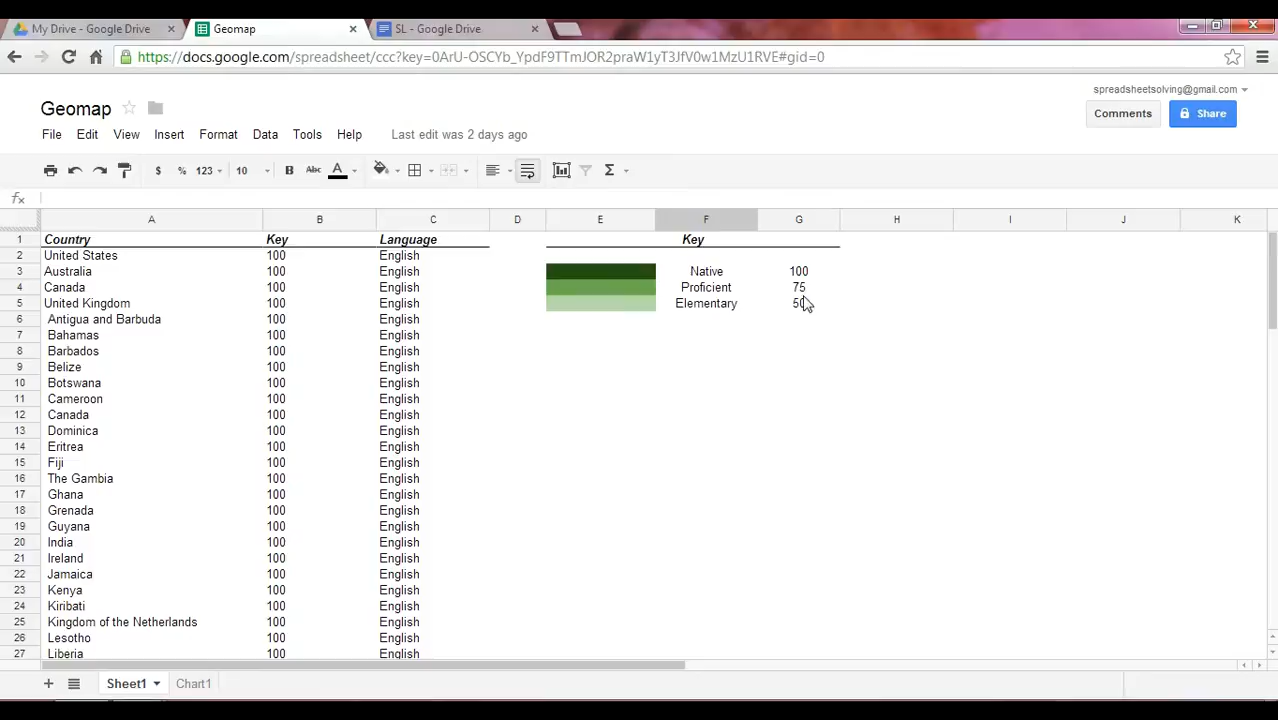 My Drive - Google Drive × Geomap × SL - Google Drive ×
https://docs.google.com/spreadsheet/ccc?key=0ArU-OSCYb_YpdF9TTmJOR2praW1yT3JfV0w1MzU1RVE#gid=0
spreadsheetsolving@gmail.com
Geomap
Comments Share
File Edit View Insert Format Data Tools Help Last edit was 2 days ago
$ % 123 10 B Abc A Σ
fx
A B C D E F G H I J K
1 Country Key Language Key
2 United States 100 English
3 Australia 100 English Native 100
4 Canada 100 English Proficient 75
5 United Kingdom 100 English Elementary 50
6 Antigua and Barbuda 100 English
7 Bahamas 100 English
8 Barbados 100 English
9 Belize 100 English
10 Botswana 100 English
11 Cameroon 100 English
12 Canada 100 English
13 Dominica 100 English
14 Eritrea 100 English
15 Fiji 100 English
16 The Gambia 100 English
17 Ghana 100 English
18 Grenada 100 English
19 Guyana 100 English
20 India 100 English
21 Ireland 100 English
22 Jamaica 100 English
23 Kenya 100 English
24 Kiribati 100 English
25 Kingdom of the Netherlands 100 English
26 Lesotho 100 English
27 Liberia 100 English
Sheet1 Chart1